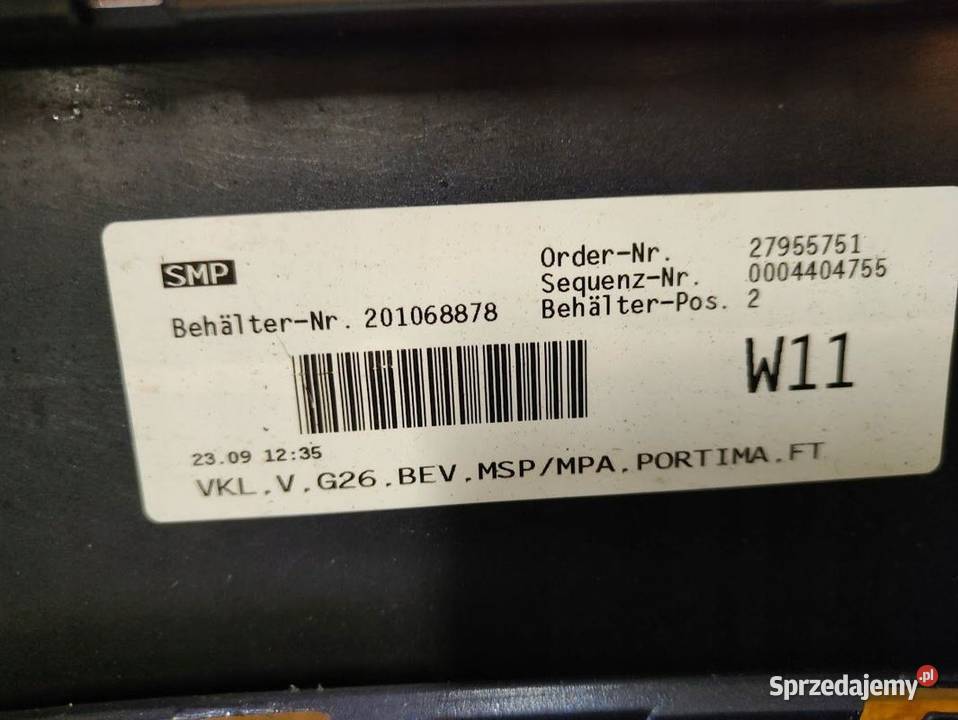 SMP
Order-Nr. 27955751
Sequenz-Nr. 0004404755
Behälter-Nr. 201068878
Behälter-Pos. 2
W11
23.09 12:35
VKL.V.G26.BEV.MSP/MPA.PORTIMA.FT
Sprzedajemy.pl